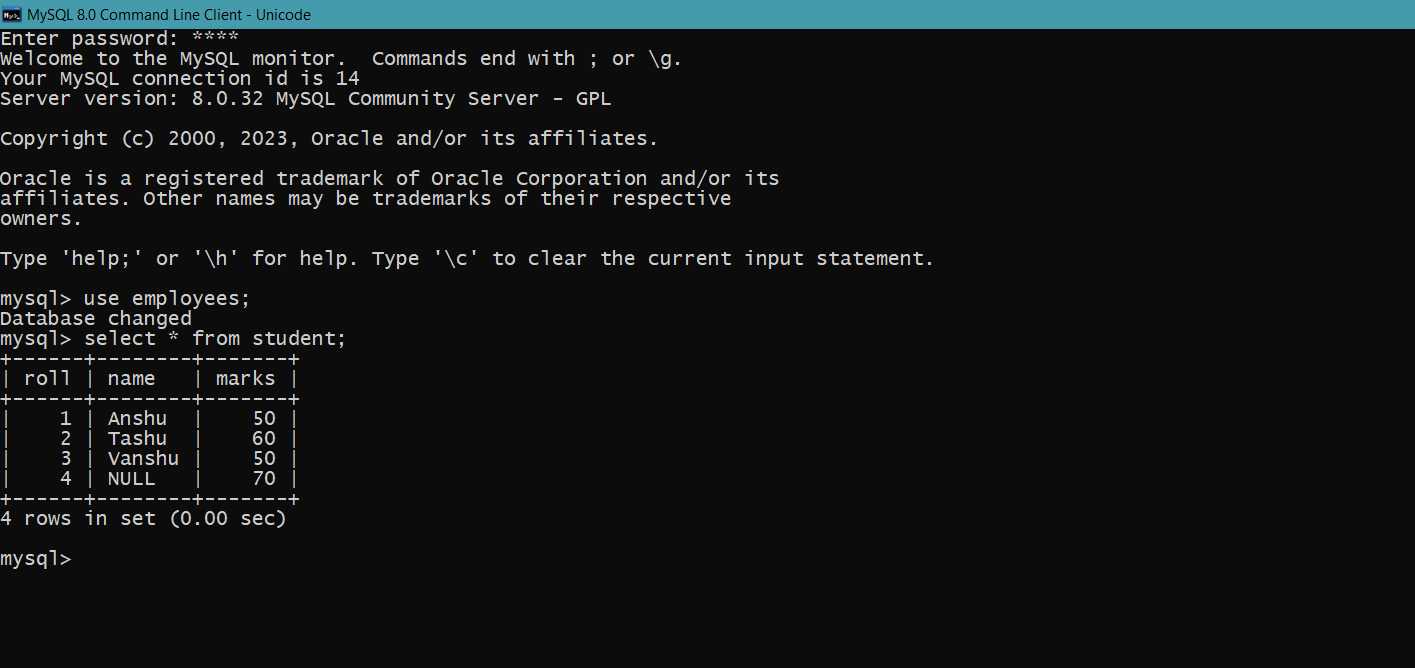 MySQL 8.0 Command Line Client - Unicode
Enter password: ****
Welcome to the MySQL monitor.  Commands end with ; or \g.
Your MySQL connection id is 14
Server version: 8.0.32 MySQL Community Server - GPL
Copyright (c) 2000, 2023, Oracle and/or its affiliates.
Oracle is a registered trademark of Oracle Corporation and/or its
affiliates. Other names may be trademarks of their respective
owners.
Type 'help;' or '\h' for help. Type '\c' to clear the current input statement.
mysql> use employees;
Database changed
mysql> select * from student;
+------+--------+-------+
| roll | name   | marks |
+------+--------+-------+
|    1 | Anshu  |    50 |
|    2 | Tashu  |    60 |
|    3 | Vanshu |    50 |
|    4 | NULL   |    70 |
+------+--------+-------+
4 rows in set (0.00 sec)
mysql>